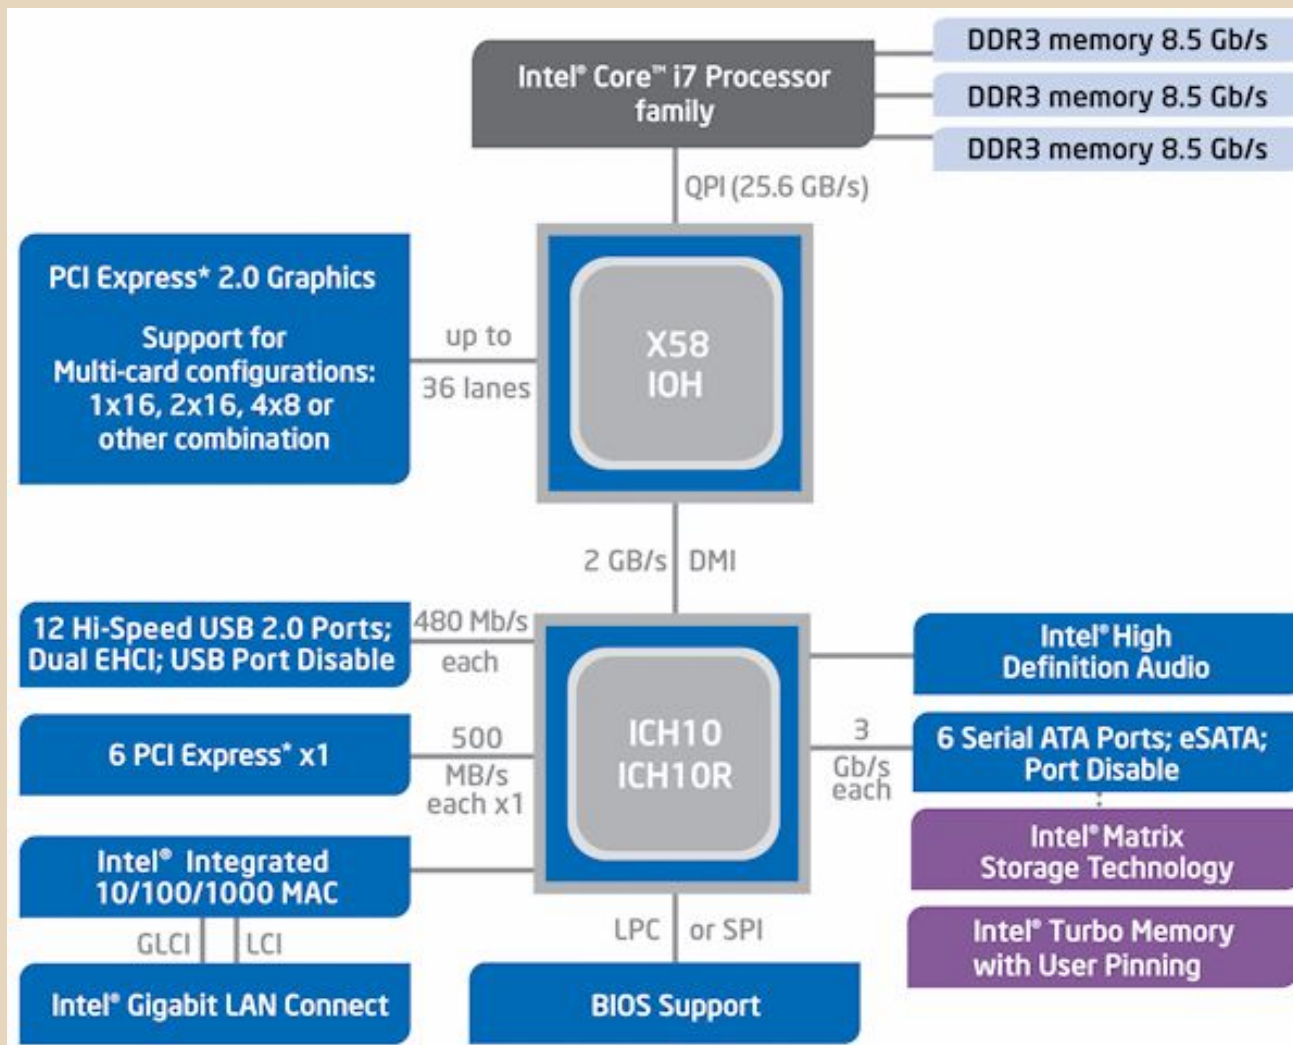 DDR3 memory 8.5 Gb/s
Intel® Core™ i7 Processor
family
DDR3 memory 8.5 Gb/s
DDR3 memory 8.5 Gb/s
QPI (25.6 GB/s)
PCI Express* 2.0 Graphics
Support for
Multi-card configurations:
1x16, 2x16, 4x8 or
other combination
up to
36 lanes
X58
IOH
2 GB/s
DMI
12 Hi-Speed USB 2.0 Ports;
Dual EHCI; USB Port Disable
480 Mb/s
each
Intel® High
Definition Audio
6 PCI Express* x1
500
MB/s
each x1
ICH10
ICH10R
3
Gb/s
each
6 Serial ATA Ports; eSATA;
Port Disable
Intel® Matrix
Storage Technology
Intel® Integrated
10/100/1000 MAC
GLCI
LCI
LPC
or SPI
Intel® Turbo Memory
with User Pinning
Intel® Gigabit LAN Connect
BIOS Support